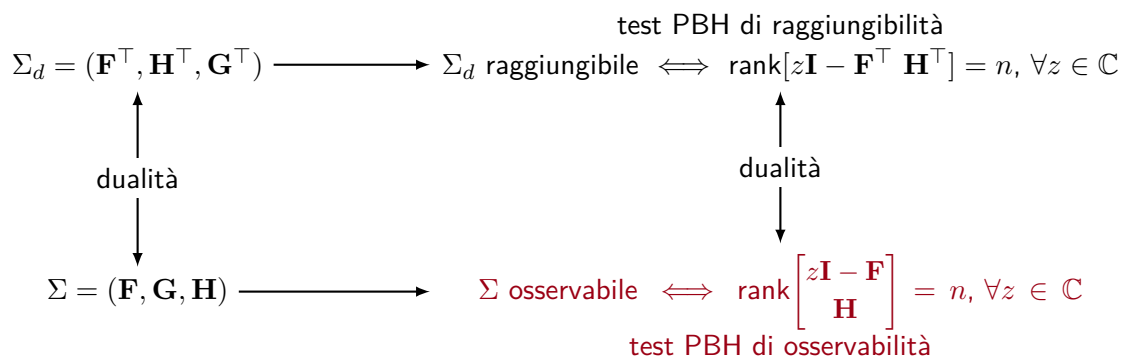 test PBH di raggiungibilità
Σ_d = (F^⊤, H^⊤, G^⊤) Σ_d raggiungibile ⟺ rank[zI − F^⊤ H^⊤] = n, ∀z ∈ ℂ
dualità dualità
Σ = (F, G, H) Σ osservabile ⟺ rank[zI − F; H] = n, ∀z ∈ ℂ
test PBH di osservabilità